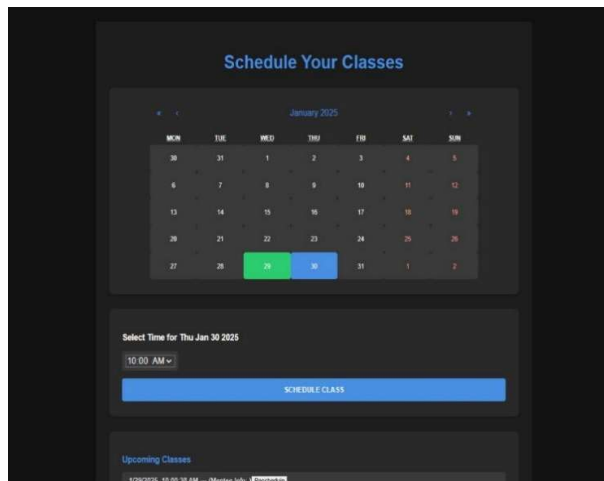 Schedule Your Classes
« ‹ January 2025 › »
MON TUE WED THU FRI SAT SUN
30 31 1 2 3 4 5
6 7 8 9 10 11 12
13 14 15 16 17 18 19
20 21 22 23 24 25 26
27 28 29 30 31 1 2
Select Time for Thu Jan 30 2025
10:00 AM
SCHEDULE CLASS
Upcoming Classes